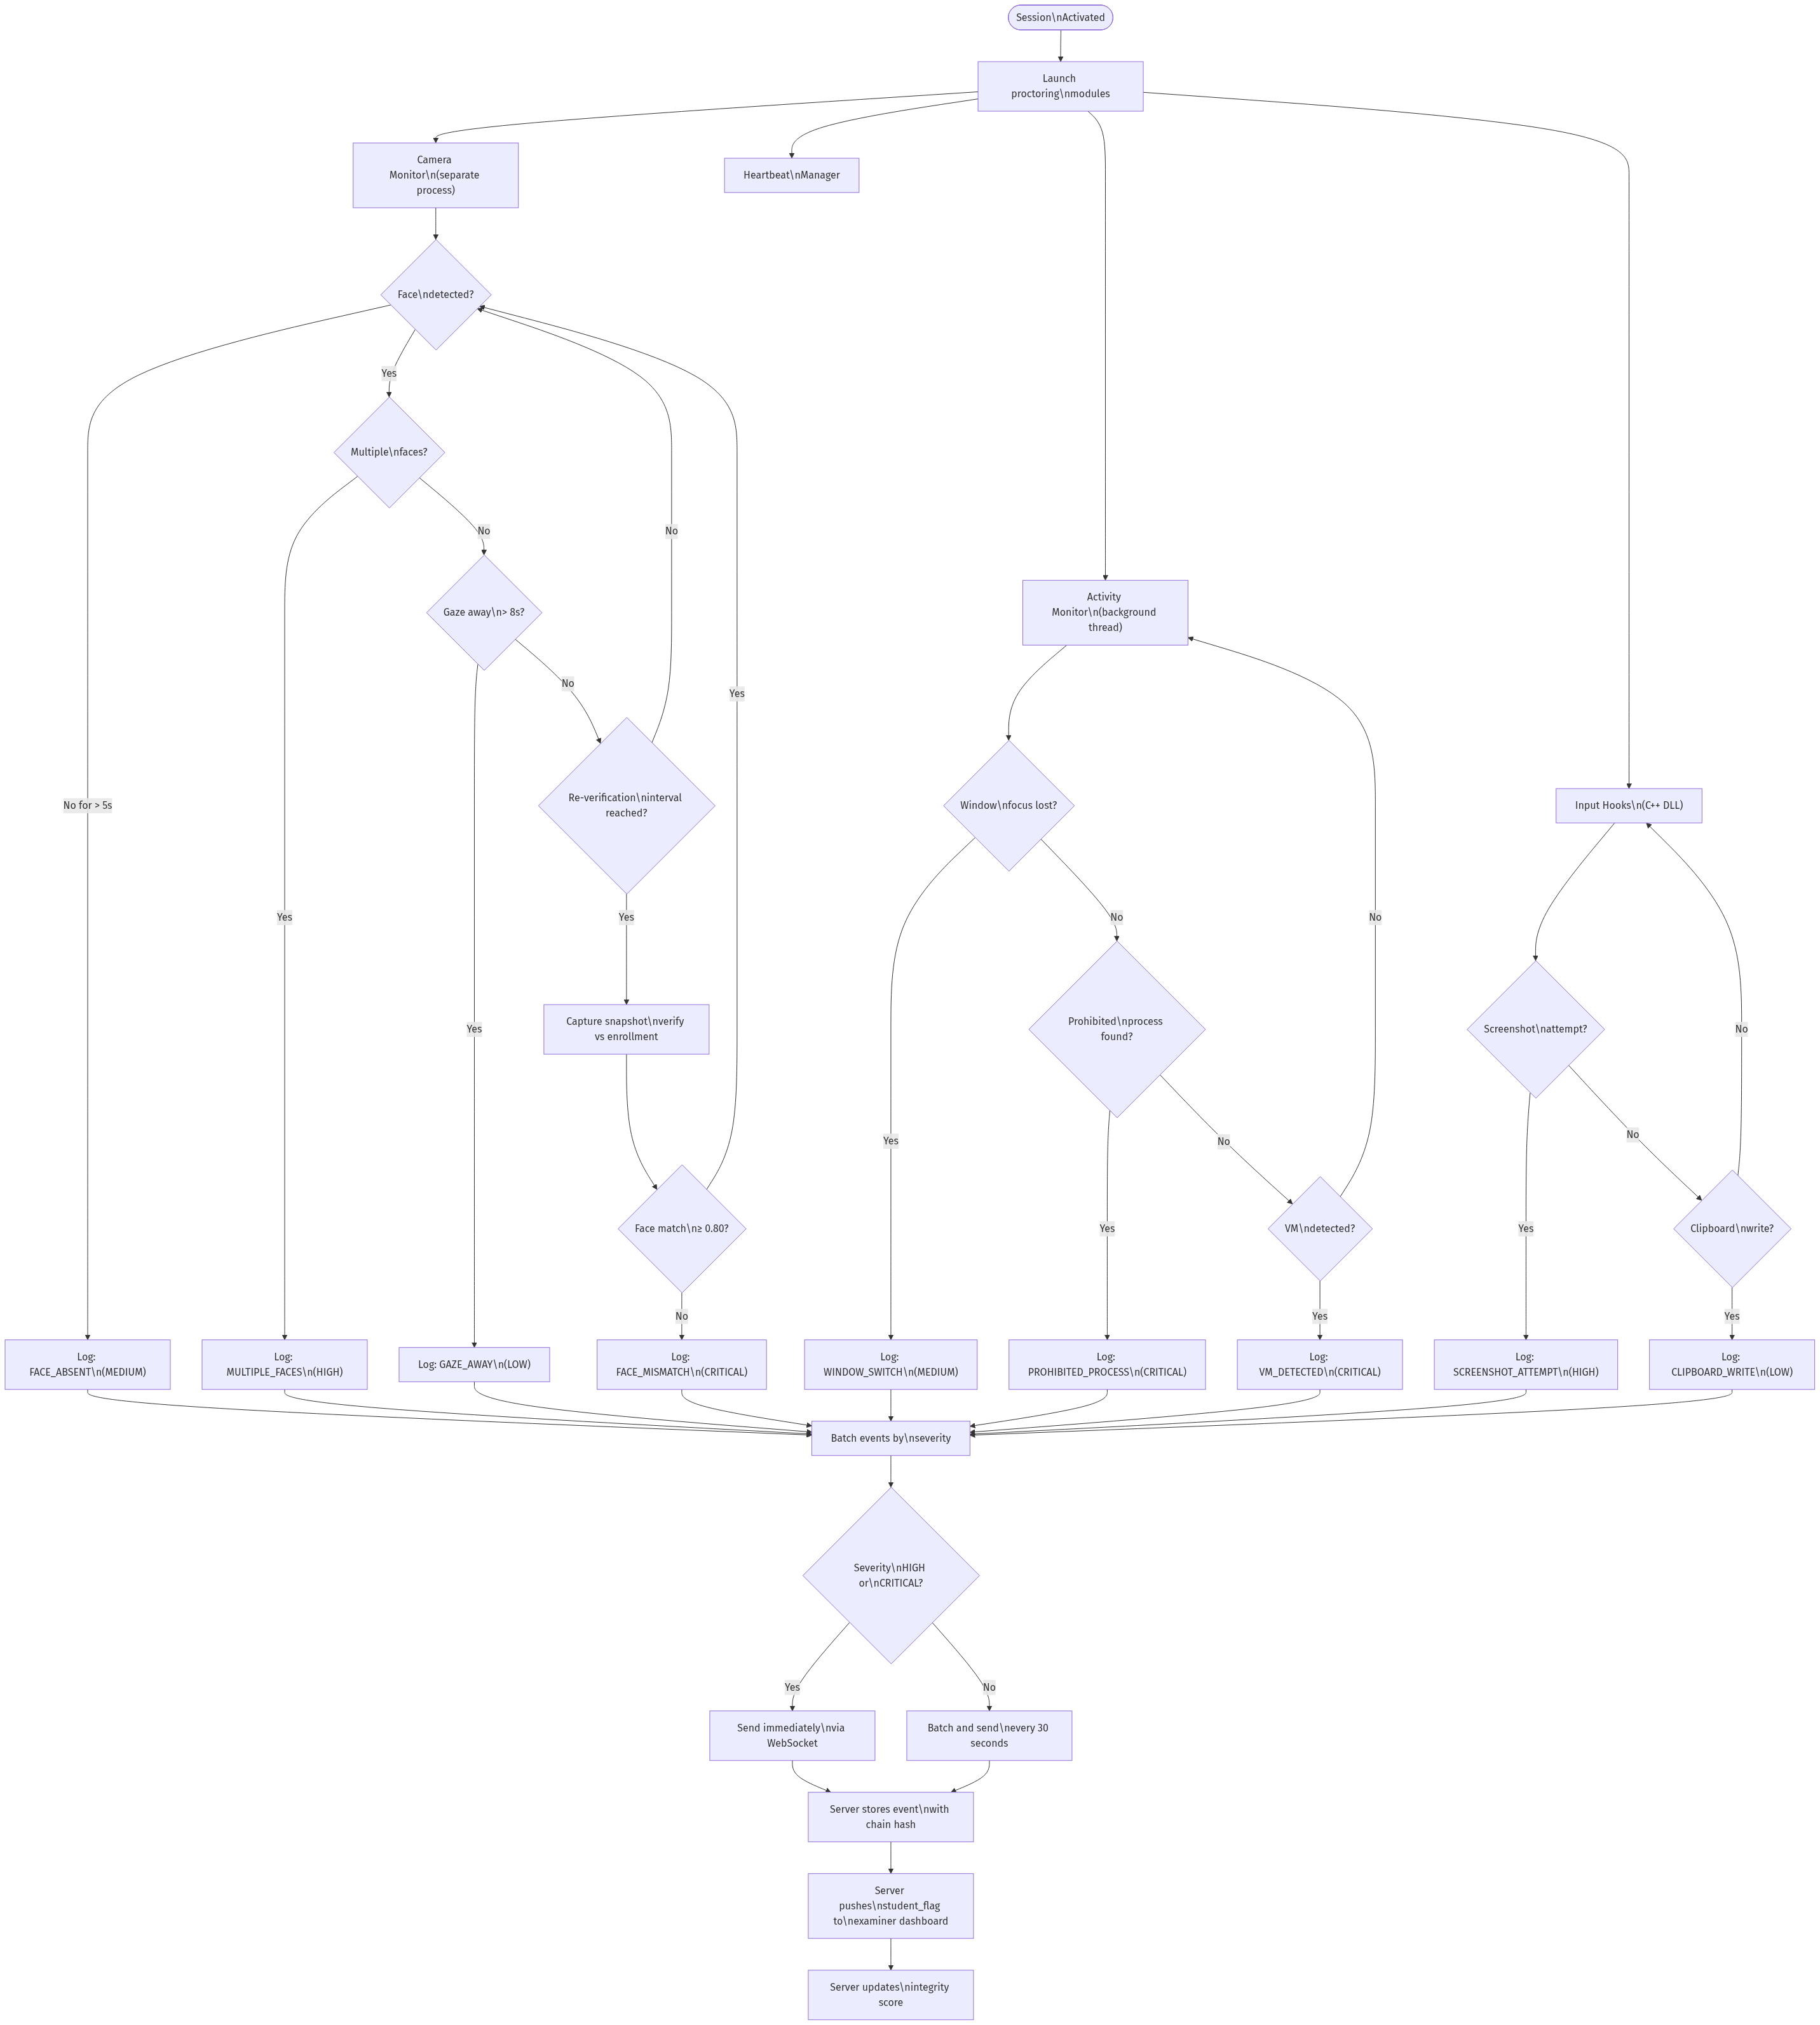 Session\nActivated
Launch
proctoring\nmodules
Camera
Monitor\n(separate
process)
Heartbeat\nManager
Face\ndetected?
Yes
Multiple\nfaces?
No
No
Gaze away\n> 8s?
Activity
Monitor\n(background
thread)
No
Yes
Re-verification\ninterval
reached?
No for > 5s
Window\nfocus lost?
Input Hooks\n(C++ DLL)
Yes
Yes
No
No
Yes
Capture snapshot\nverify
vs enrollment
Prohibited\nprocess
found?
Screenshot\nattempt?
No
Yes
No
No
Face match\n≥ 0.80?
Yes
VM\ndetected?
Yes
Clipboard\nwrite?
No
Yes
Yes
Log:
FACE_ABSENT\n(MEDIUM)
Log:
MULTIPLE_FACES\n(HIGH)
Log: GAZE_AWAY\n(LOW)
Log:
FACE_MISMATCH\n(CRITICAL)
Log:
WINDOW_SWITCH\n(MEDIUM)
Log:
PROHIBITED_PROCESS\n(CRITICAL)
Log:
VM_DETECTED\n(CRITICAL)
Log:
SCREENSHOT_ATTEMPT\n(HIGH)
Log:
CLIPBOARD_WRITE\n(LOW)
Batch events by\nseverity
Severity\nHIGH
or\nCRITICAL?
Yes
No
Send immediately\nvia
WebSocket
Batch and send\nevery 30
seconds
Server stores event\nwith
chain hash
Server
pushes\nstudent_flag
to\nexaminer dashboard
Server updates\nintegrity
score